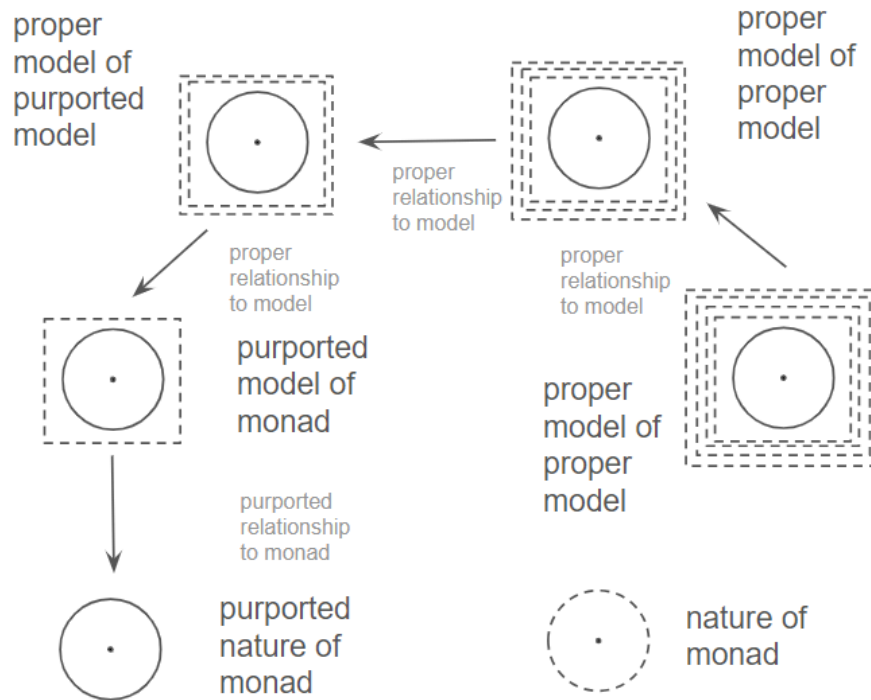 proper
model of
purported
model
proper
model of
proper
model
proper
relationship
to model
proper
relationship
to model
proper
relationship
to model
purported
model of
monad
proper
model of
proper
model
purported
relationship
to monad
purported
nature of
monad
nature of
monad